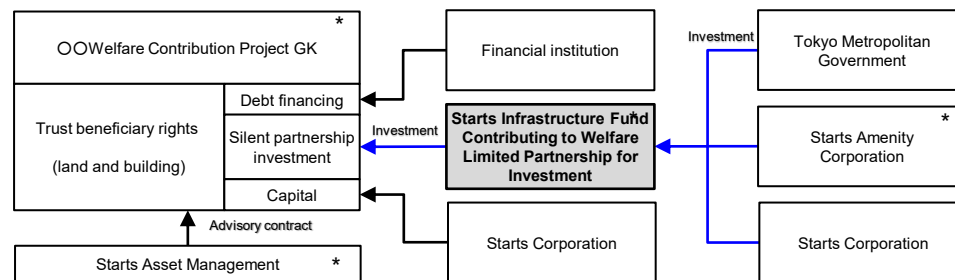 *
〇〇Welfare Contribution Project GK
Trust beneficiary rights
(land and building)
Debt financing
Silent partnership
investment
Capital
Advisory contract
Starts Asset Management
*
Financial institution
Investment
Starts Infrastructure Fund
*
Contributing to Welfare
Limited Partnership for
Investment
Starts Corporation
Investment
Tokyo Metropolitan
Government
*
Starts Amenity
Corporation
Starts Corporation